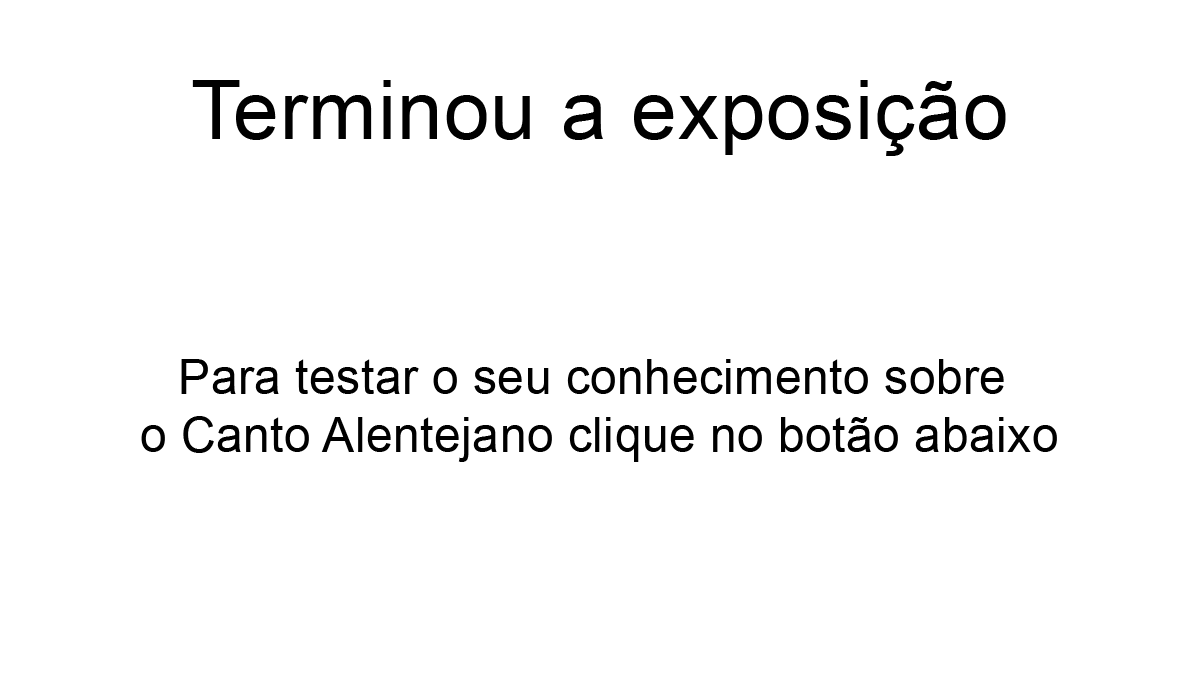 Terminou a exposição
Para testar o seu conhecimento sobre
o Canto Alentejano clique no botão abaixo